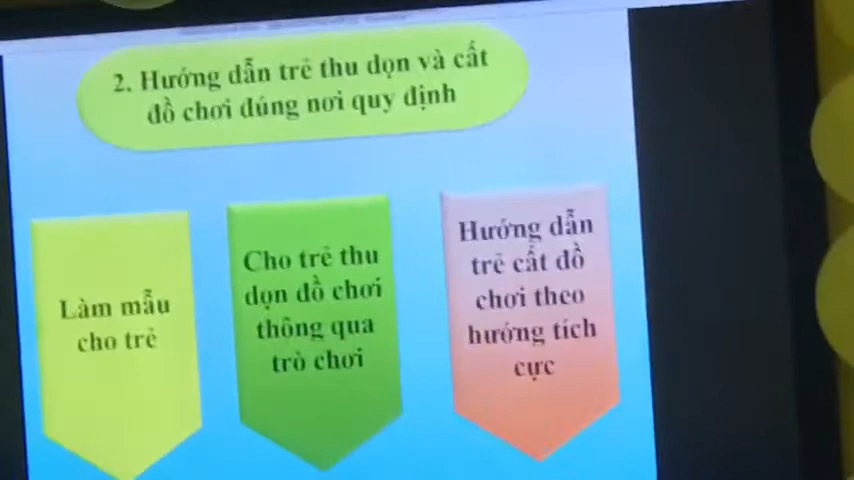 2. Hướng dẫn trẻ thu dọn và cất
đồ chơi đúng nơi quy định
Làm mẫu
cho trẻ
Cho trẻ thu
dọn đồ chơi
thông qua
trò chơi
Hướng dẫn
trẻ cất đồ
chơi theo
hướng tích
cực